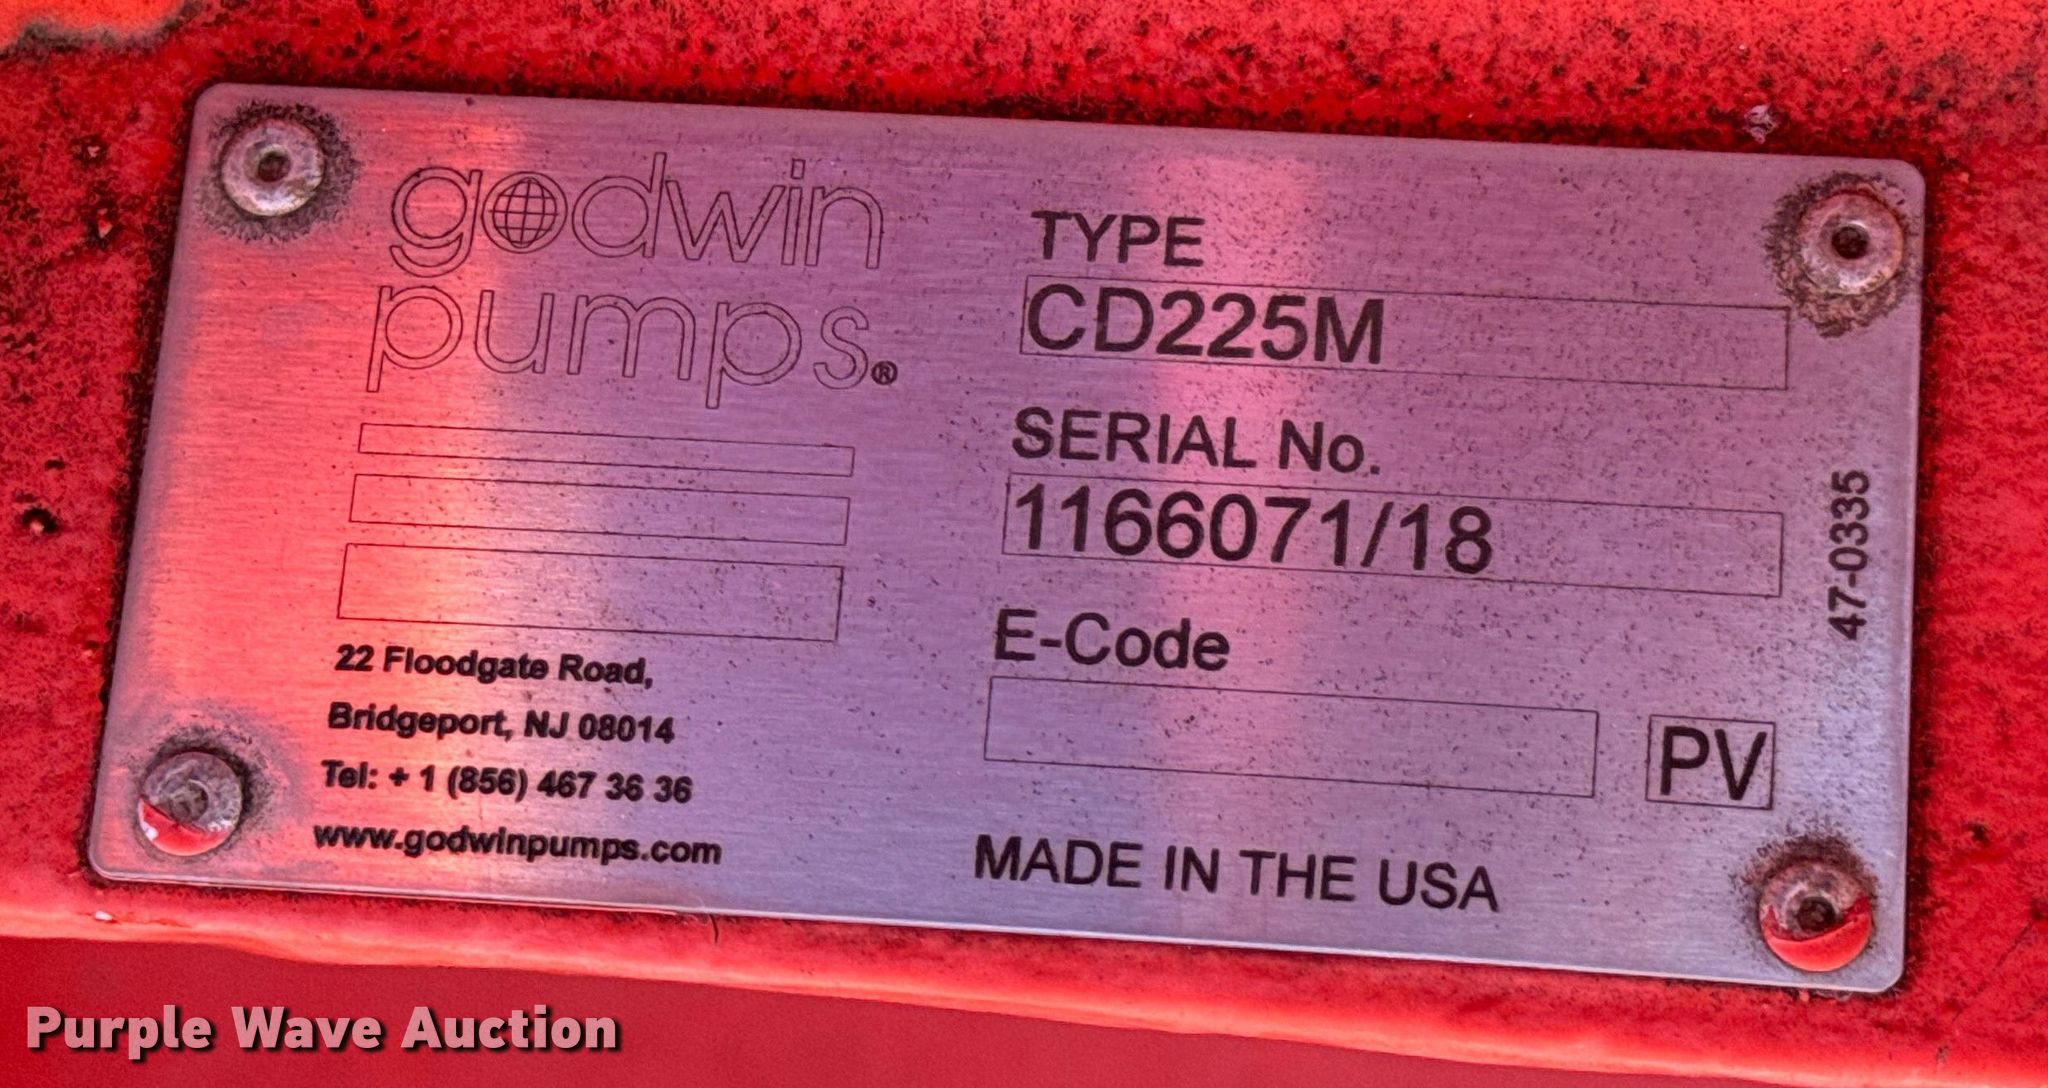 godwin
pumps®
22 Floodgate Road,
Bridgeport, NJ 08014
Tel: + 1 (856) 467 36 36
www.godwinpumps.com
TYPE
CD225M
SERIAL No.
1166071/18
E-Code
PV
MADE IN THE USA
47-0335
Purple Wave Auction